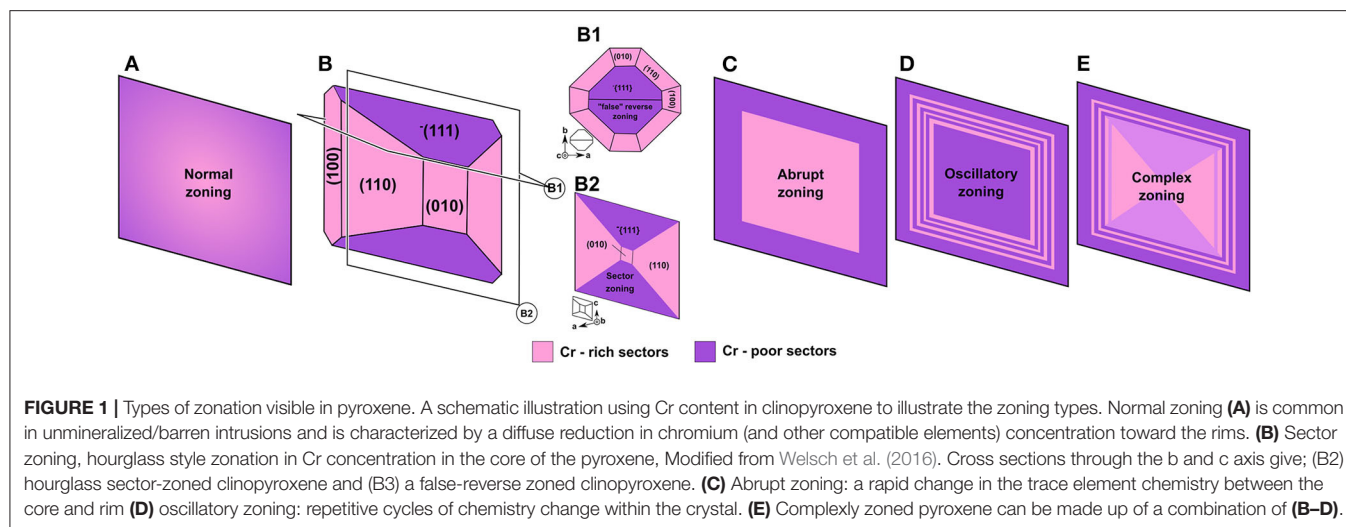 A
B
B1
C
D
E
Normal
zoning
(100)
(110)
-(111)
(010)
B1
B2
(010)
(110)
(100)
-(111)
"false" reverse
zoning
b
c
a
B2
-{111}
(010)
(110)
Sector
zoning
c
a
b
Abrupt
zoning
Oscillatory
zoning
Complex
zoning
Cr - rich sectors
Cr - poor sectors
FIGURE 1 | Types of zonation visible in pyroxene. A schematic illustration using Cr content in clinopyroxene to illustrate the zoning types. Normal zoning (A) is common
in unmineralized/barren intrusions and is characterized by a diffuse reduction in chromium (and other compatible elements) concentration toward the rims. (B) Sector
zoning, hourglass style zonation in Cr concentration in the core of the pyroxene, Modified from Welsch et al. (2016). Cross sections through the b and c axis give; (B2)
hourglass sector-zoned clinopyroxene and (B3) a false-reverse zoned clinopyroxene. (C) Abrupt zoning: a rapid change in the trace element chemistry between the
core and rim (D) oscillatory zoning: repetitive cycles of chemistry change within the crystal. (E) Complexly zoned pyroxene can be made up of a combination of (B–D).